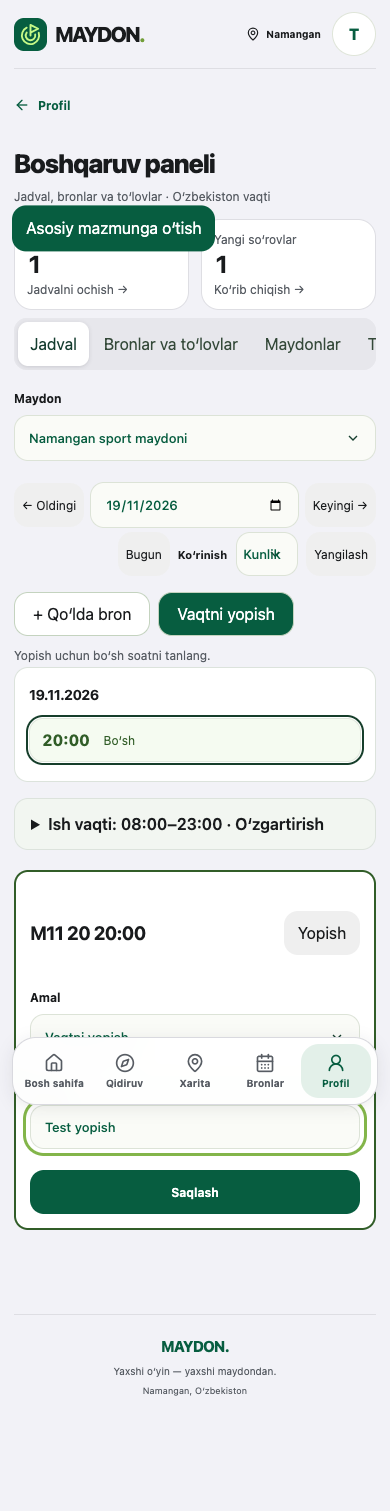 MAYDON.
Namangan
T
← Profil
Boshqaruv paneli
Jadval, bronlar va to‘lovlar · O‘zbekiston vaqti
Asosiy mazmunga o‘tish
Yangi so‘rovlar
1
1
Jadvalni ochish →
Ko‘rib chiqish →
Jadval
Bronlar va to‘lovlar
Maydonlar
T
Maydon
Namangan sport maydoni
← Oldingi
19/11/2026
Keyingi →
Bugun
Ko‘rinish
Kunlik
Yangilash
+ Qo‘lda bron
Vaqtni yopish
Yopish uchun bo‘sh soatni tanlang.
19.11.2026
20:00 Bo‘sh
▶ Ish vaqti: 08:00–23:00 · O‘zgartirish
M11 20 20:00
Yopish
Amal
Vaqtni yopish
Bosh sahifa
Qidiruv
Xarita
Bronlar
Profil
Test yopish
Saqlash
MAYDON.
Yaxshi o‘yin — yaxshi maydondan.
Namangan, O‘zbekiston